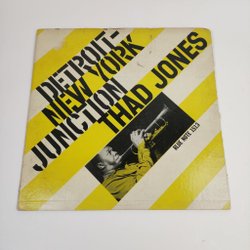 DETROIT-
NEW YORK
JUNCTION
THAD JONES
BLUE NOTE 1513